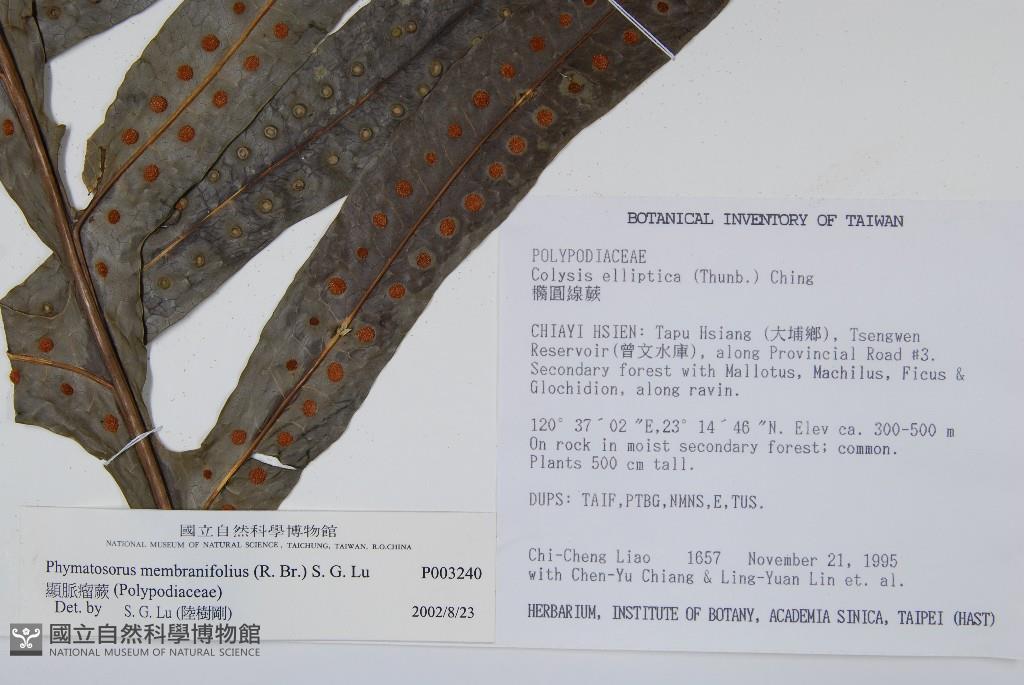 BOTANICAL INVENTORY OF TAIWAN
POLYPODIACEAE
Colysis elliptica (Thunb.) Ching
橢圓線蕨
CHIAYI HSIEN: Tapu Hsiang (大埔鄉), Tsengwen
Reservoir(曾文水庫), along Provincial Road #3.
Secondary forest with Mallotus, Machilus, Ficus &
Glochidion, along ravin.
120° 37´02 ″E,23° 14´46 ″N. Elev ca. 300-500 m
On rock in moist secondary forest; common.
Plants 500 cm tall.
DUPS: TAIF,PTBG,NMNS,E,TUS.
Chi-Cheng Liao 1657 November 21, 1995
with Chen-Yu Chiang & Ling-Yuan Lin et. al.
HERBARIUM, INSTITUTE OF BOTANY, ACADEMIA SINICA, TAIPEI (HAST)
國立自然科學博物館
NATIONAL MUSEUM OF NATURAL SCIENCE, TAICHUNG, TAIWAN, R.O.CHINA
Phymatosorus membranifolius (R. Br.) S. G. Lu P003240
顯脈瘤蕨 (Polypodiaceae)
Det. by S. G. Lu (陸樹剛) 2002/8/23
國立自然科學博物館
NATIONAL MUSEUM OF NATURAL SCIENCE